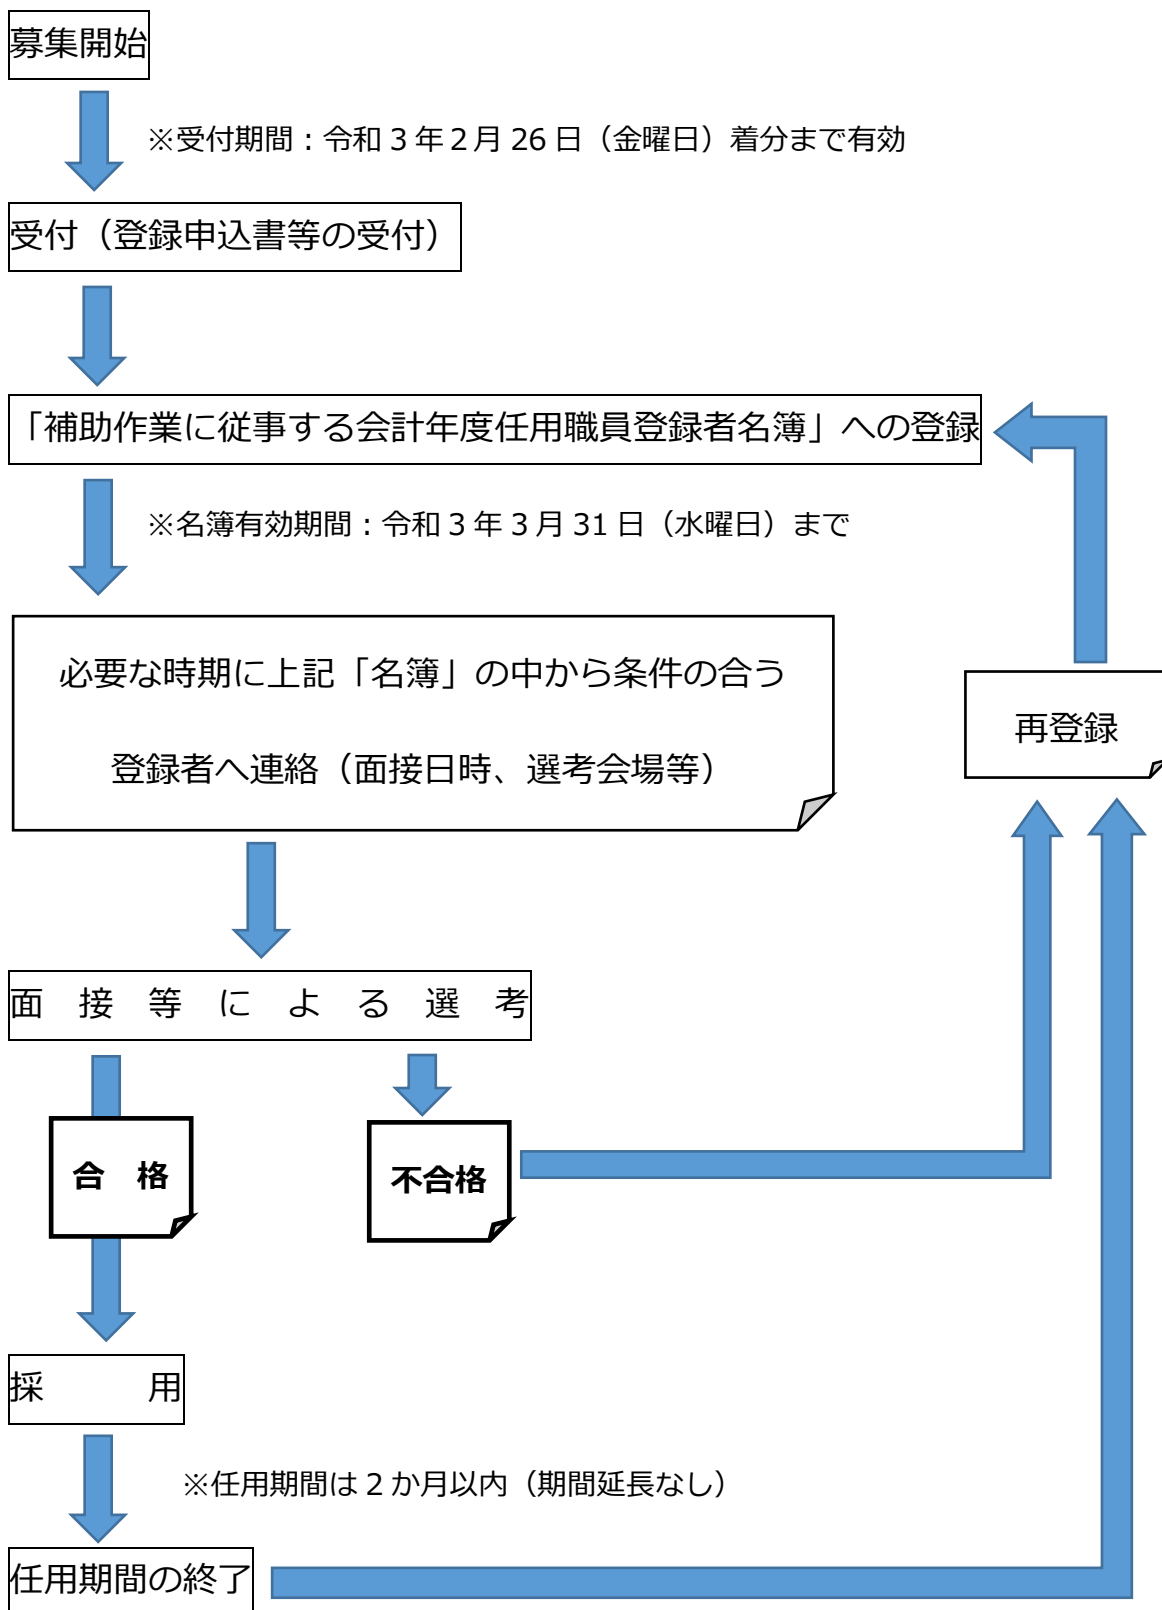 募集開始
※受付期間：令和３年２月 26 日（金曜日）着分まで有効
受付（登録申込書等の受付）
「補助作業に従事する会計年度任用職員登録者名簿」への登録
※名簿有効期間：令和３年３月 31 日（水曜日）まで
必要な時期に上記「名簿」の中から条件の合う
登録者へ連絡（面接日時、選考会場等）
再登録
面　接　等　に　よ　る　選　考
合　格
不合格
採　　　用
※任用期間は２か月以内（期間延長なし）
任用期間の終了